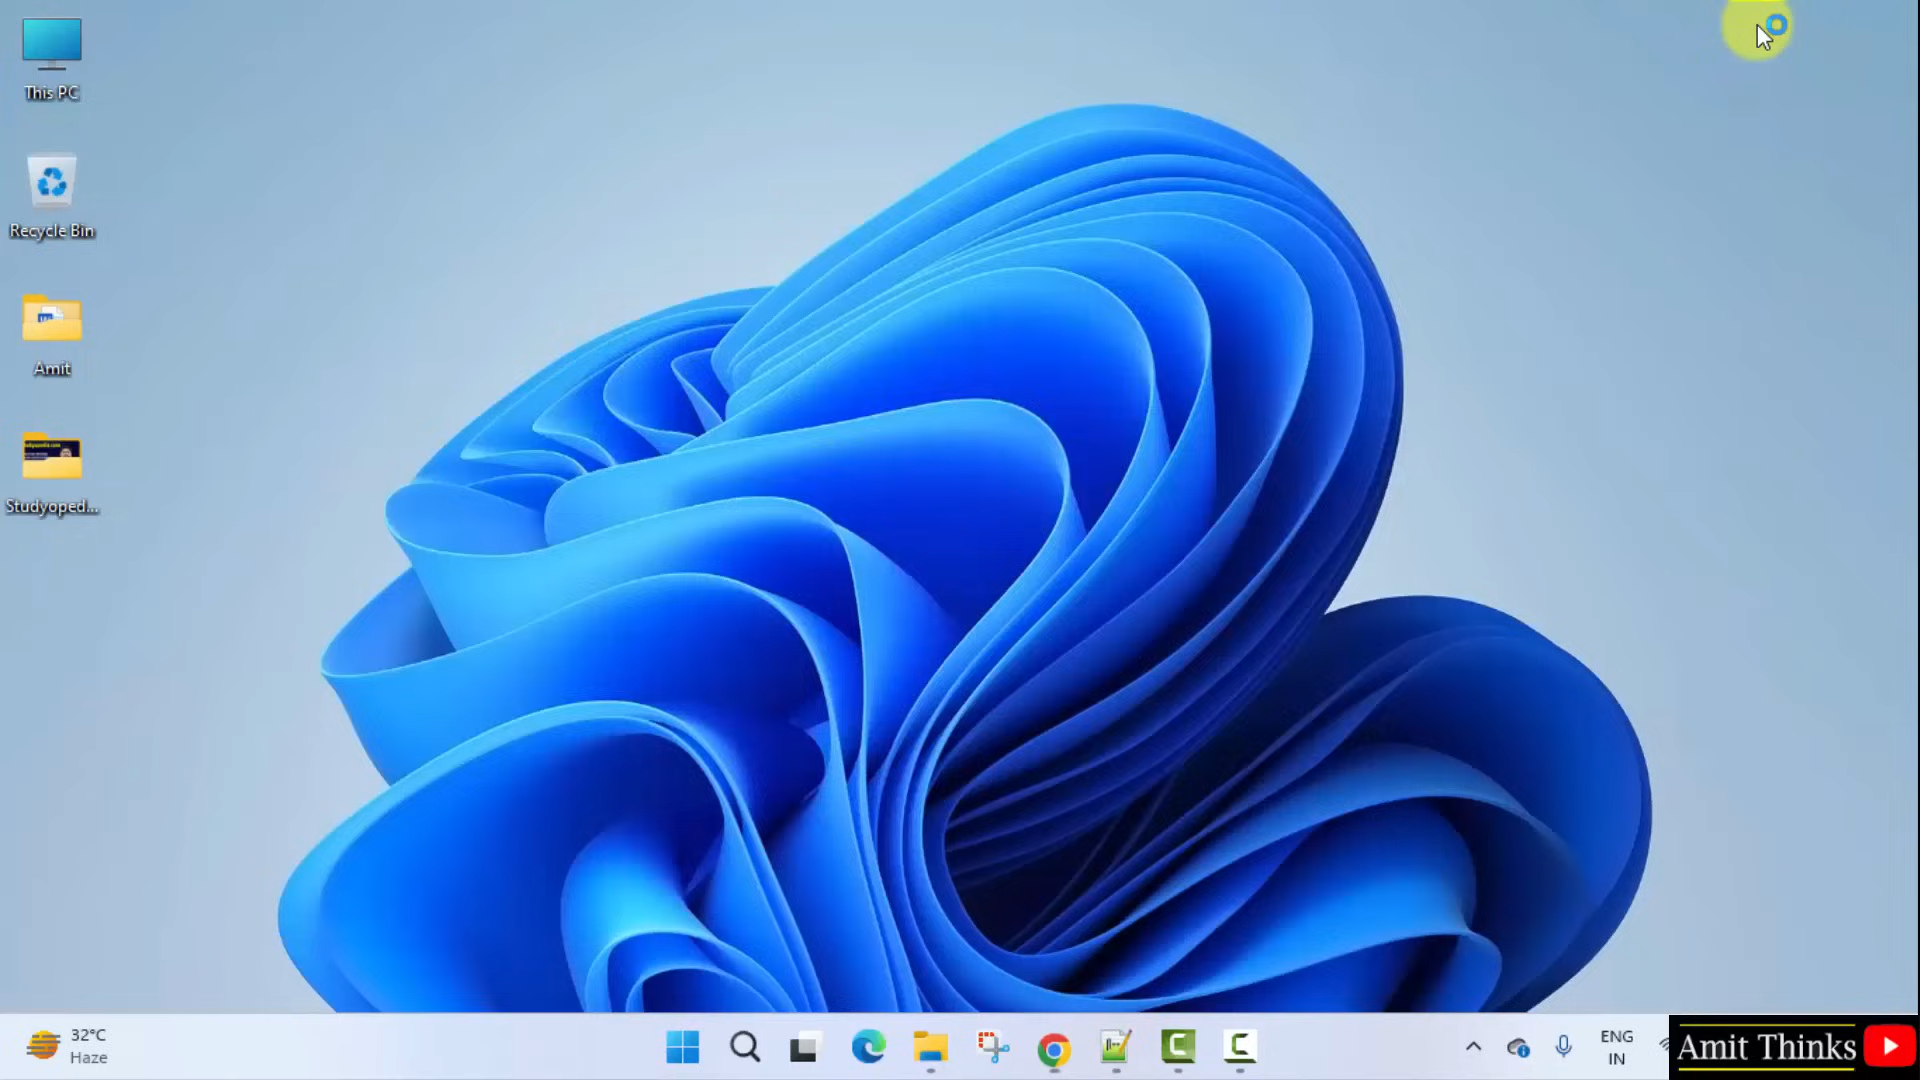 This PC
Recycle Bin
Amit
Studyoped...
32°C
Haze
ENG
IN
Amit Thinks